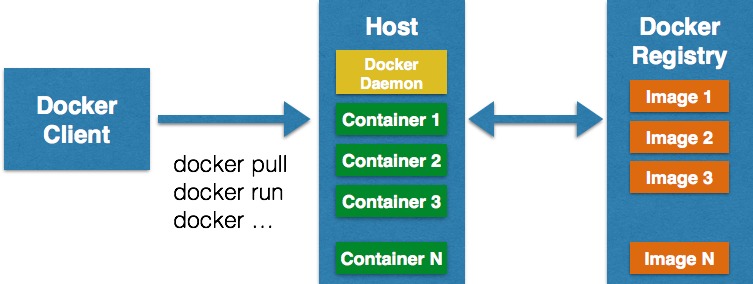 Docker
Client
docker pull
docker run
docker ...
Host
Docker
Daemon
Container 1
Container 2
Container 3
Container N
Docker
Registry
Image 1
Image 2
Image 3
Image N